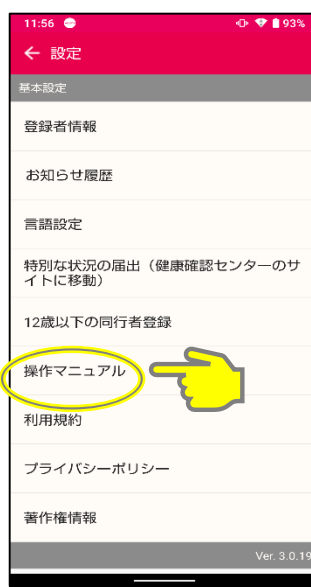 11:56
93%
← 設定
基本設定
登録者情報
お知らせ履歴
言語設定
特別な状況の届出（健康確認センターのサ
イトに移動）
12歳以下の同行者登録
操作マニュアル
利用規約
プライバシーポリシー
著作権情報
Ver. 3.0.19